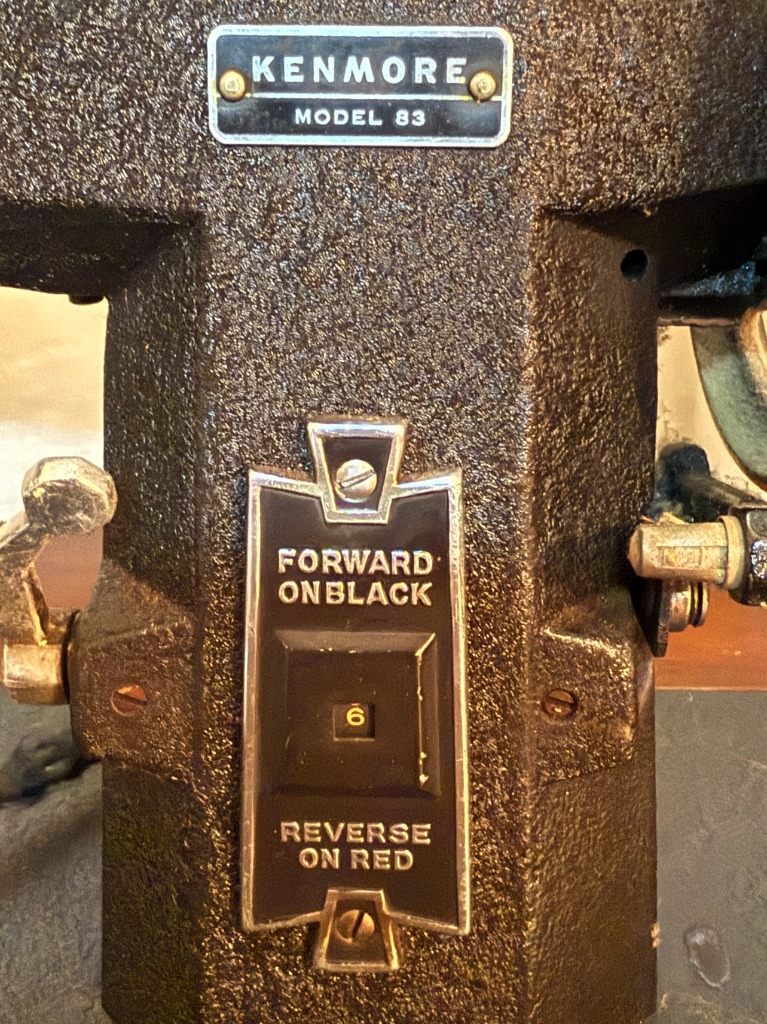 KENMORE
MODEL 83
FORWARD
ON BLACK
6
REVERSE
ON RED